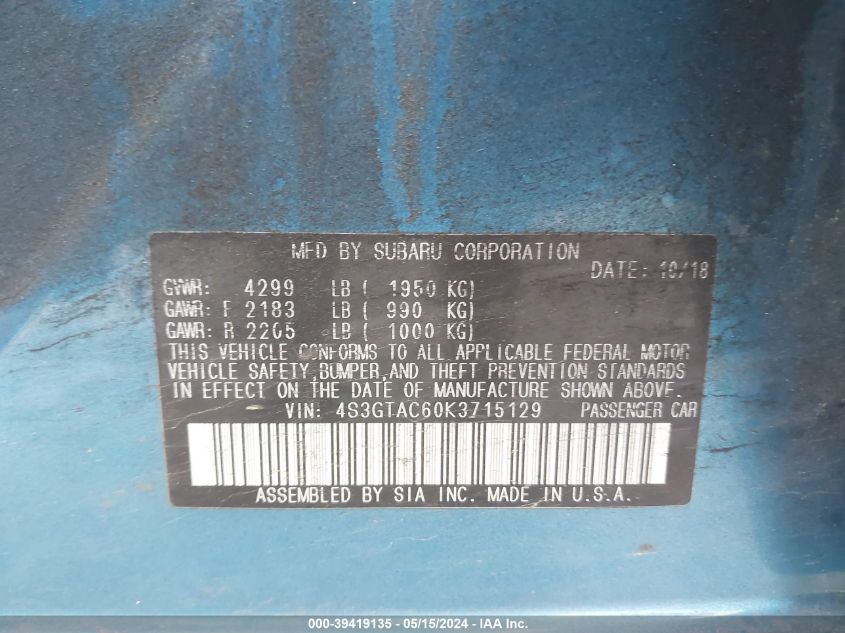 MFD BY SUBARU CORPORATION
DATE: 10/18
GVWR: 4299 LB ( 1950 KG)
GAWR: F 2183 LB ( 990 KG)
GAWR: R 2205 LB ( 1000 KG)
THIS VEHICLE CONFORMS TO ALL APPLICABLE FEDERAL MOTOR
VEHICLE SAFETY, BUMPER, AND THEFT PREVENTION STANDARDS
IN EFFECT ON THE DATE OF MANUFACTURE SHOWN ABOVE.
VIN: 4S3GTAC60K3715129 PASSENGER CAR
ASSEMBLED BY SIA INC. MADE IN U.S.A.
000-39419135 - 05/15/2024 - IAA Inc.